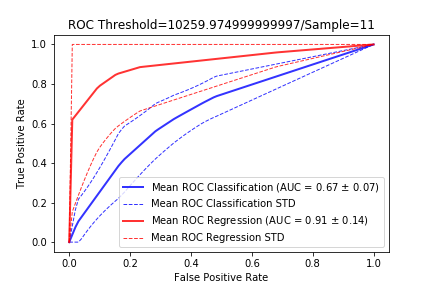 ROC Threshold=10259.974999999997/Sample=11
True Positive Rate
1.0
0.8
0.6
0.4
0.2
0.0
Mean ROC Classification (AUC = 0.67 ± 0.07)
Mean ROC Classification STD
Mean ROC Regression (AUC = 0.91 ± 0.14)
Mean ROC Regression STD
0.0 0.2 0.4 0.6 0.8 1.0
False Positive Rate